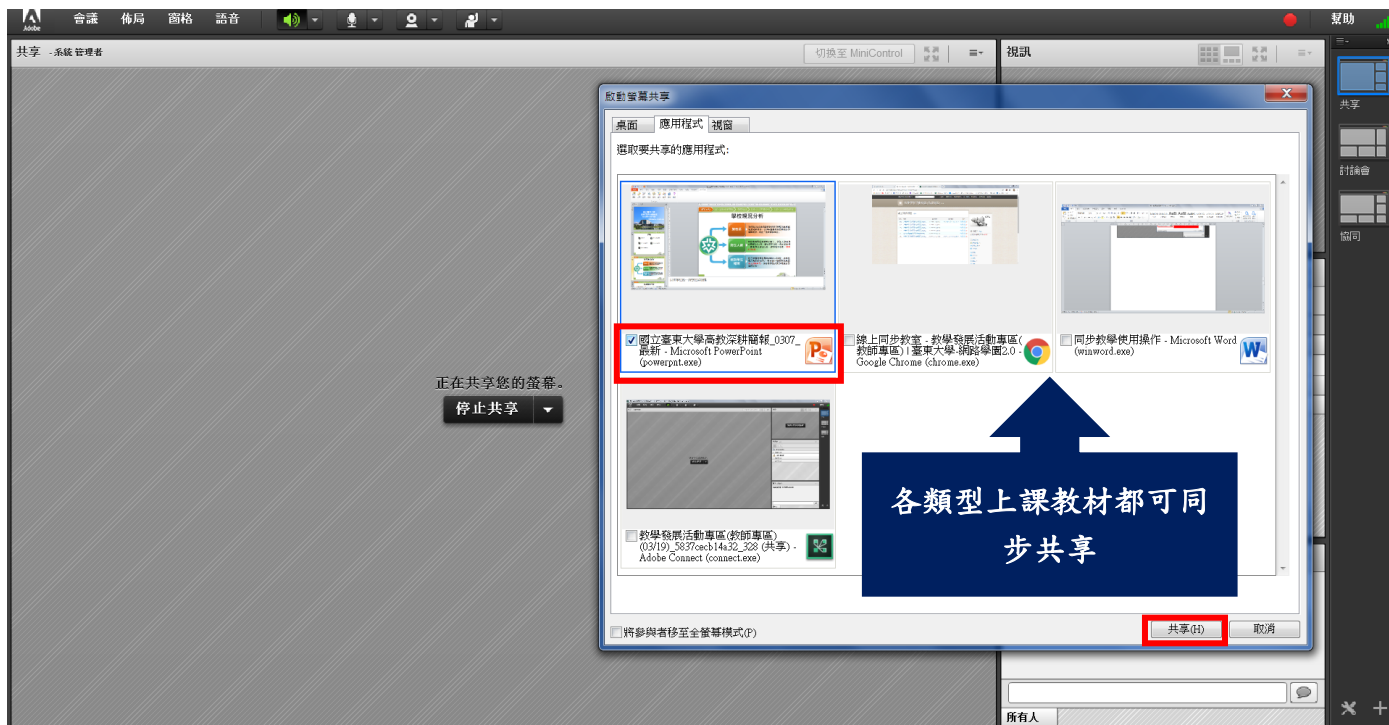 Adobe
會議 佈局 窗格 語音
幫助
共享 - 系統 管理者
切換至 MiniControl
視訊
共享
討論會
協同
啟動螢幕共享
桌面 應用程式 視窗
選取要共享的應用程式:
學校現況分析
國立臺東大學高教深耕簡報_0307_
最新 - Microsoft PowerPoint
(powerpnt.exe)
線上同步教室 - 教學發展活動專區(
教師專區) | 臺東大學-網路學園2.0 -
Google Chrome (chrome.exe)
同步教學使用操作 - Microsoft Word
(winword.exe)
教學發展活動專區(教師專區)
(03/19)_5837cecb14a32_328 (共享) -
Adobe Connect (connect.exe)
各類型上課教材都可同
步共享
將參與者移至全螢幕模式(P)
共享(H) 取消
正在共享您的螢幕。
停止共享
所有人